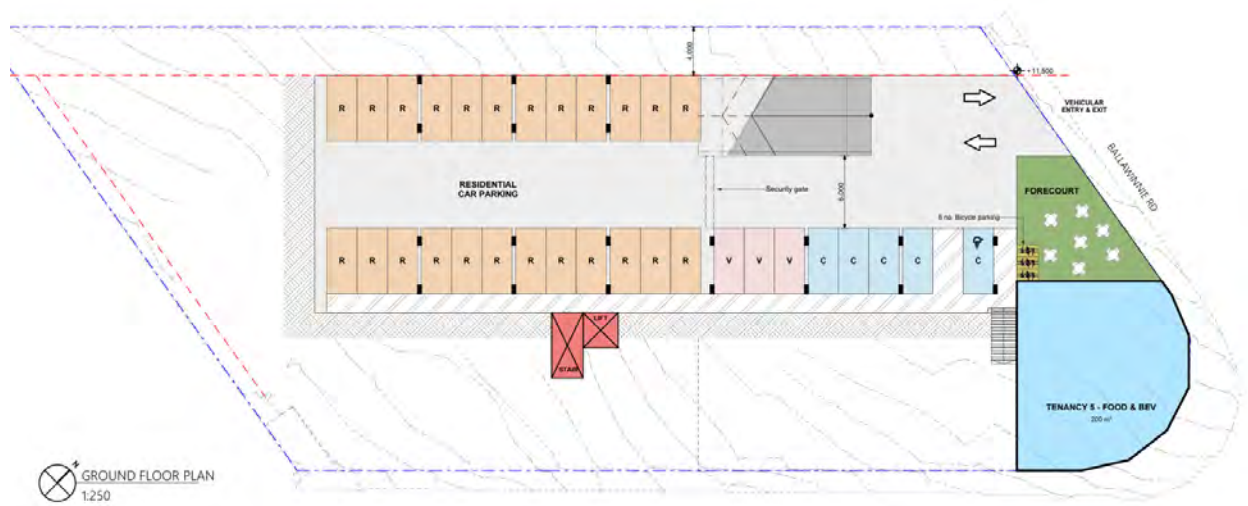 4,000
+11,500
VEHICULAR
ENTRY & EXIT
BALLAWINNIE RD
R R R R R R R R R R R R
RESIDENTIAL
CAR PARKING
Security gate
6,000
FORECOURT
6 no. Bicycle parking
R R R R R R R R R R R R V V V C C C C C
LIFT
STAIR
TENANCY 5 - FOOD & BEV
200 m²
N
GROUND FLOOR PLAN
1:250